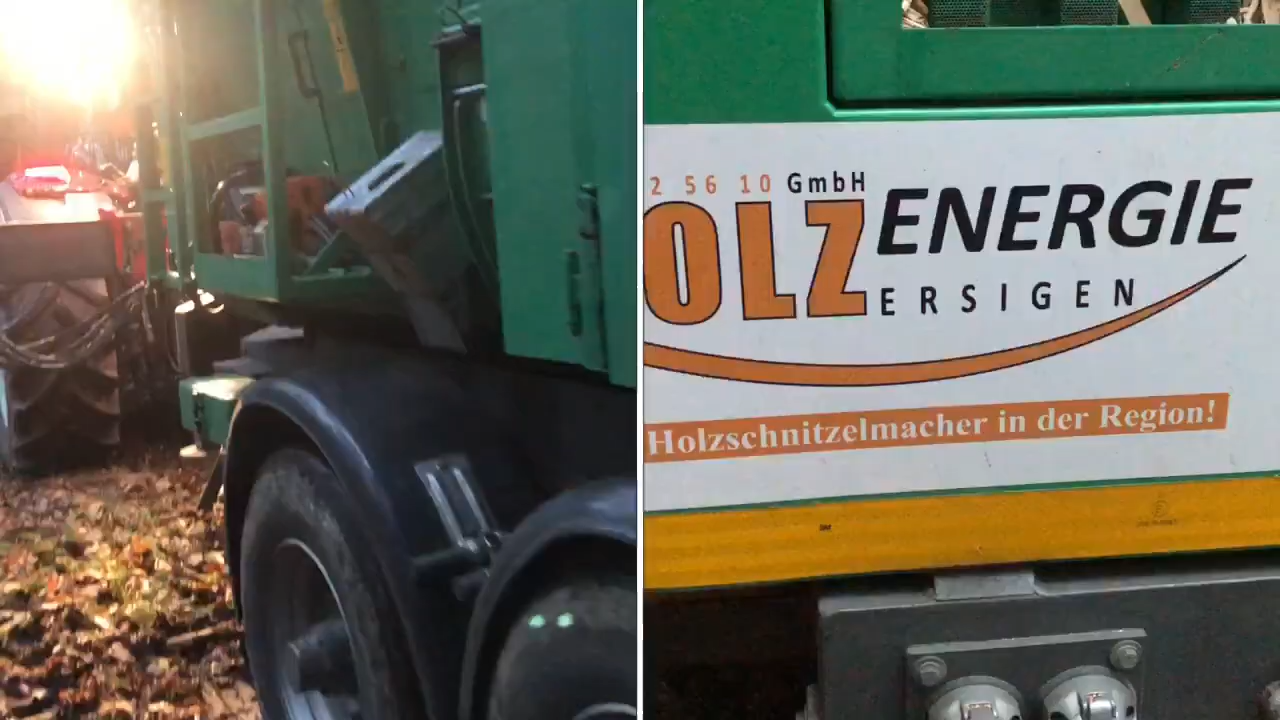 2 56 10 GmbH
OLZ ENERGIE
ERSIGEN
Holzschnitzelmacher in der Region!